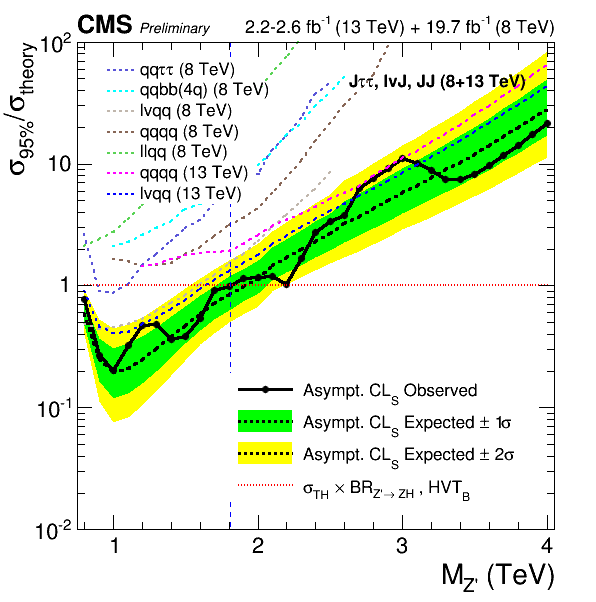 CMS Preliminary 2.2-2.6 fb⁻¹ (13 TeV) + 19.7 fb⁻¹ (8 TeV)
σ95%/σtheory
10²
10
1
10⁻¹
10⁻²
qqττ (8 TeV)
qqbb(4q) (8 TeV)
lvqq (8 TeV)
qqqq (8 TeV)
llqq (8 TeV)
qqqq (13 TeV)
lvqq (13 TeV)
Jττ, lvJ, JJ (8+13 TeV)
Asympt. CLS Observed
Asympt. CLS Expected ± 1σ
Asympt. CLS Expected ± 2σ
σTH × BRZ'→ ZH , HVTB
1 2 3 4
MZ' (TeV)